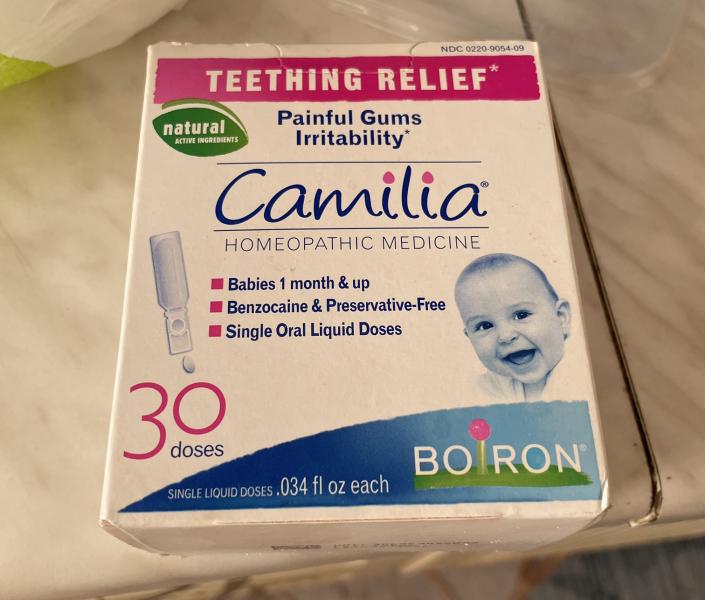 NDC 0220-9054-09
TEETHING RELIEF*
natural
ACTIVE INGREDIENTS
Painful Gums
Irritability*
Camilia®
HOMEOPATHIC MEDICINE
Babies 1 month & up
Benzocaine & Preservative-Free
Single Oral Liquid Doses
30
doses
SINGLE LIQUID DOSES .034 fl oz each
BOIRON®